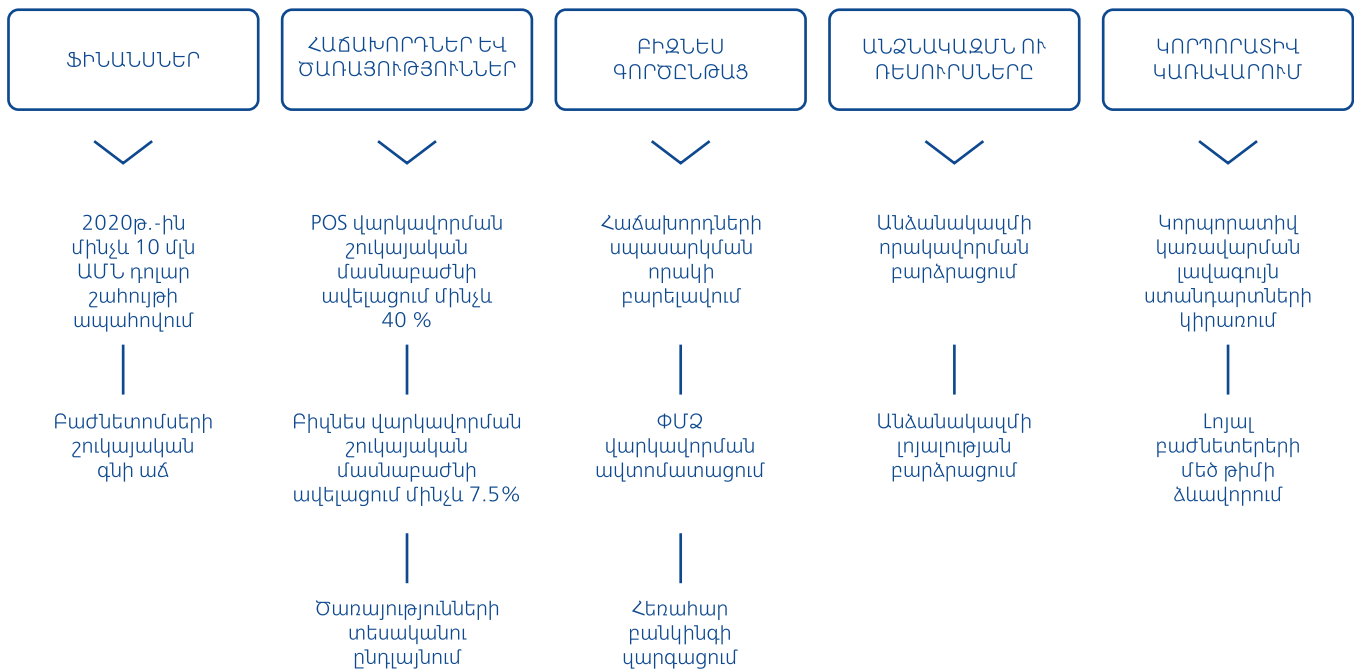 ՖԻՆԱՆՍՆԵՐ
ՀԱՃԱԽՈՐԴՆԵՐ ԵՎ
ԾԱՌԱՅՈՒԹՅՈՒՆՆԵՐ
ԲԻԶՆԵՍ
ԳՈՐԾԸՆԹԱՑ
ԱՆՁՆԱԿԱԶՄՆ ՈՒ
ՌԵՍՈՒՐՍՆԵՐԸ
ԿՈՐՊՈՐԱՏԻՎ
ԿԱՌԱՎԱՐՈՒՄ
2020թ.-ին
մինչև 10 մլն
ԱՄՆ դոլար
շահույթի
ապահովում
Բաժնետոմսերի
շուկայական
գնի աճ
POS վարկավորման
շուկայական
մասնաբաժնի
ավելացում մինչև
40 %
Բիզնես վարկավորման
շուկայական
մասնաբաժնի
ավելացում մինչև 7.5%
Ծառայությունների
տեսականու
ընդլայնում
Հաճախորդների
սպասարկման
որակի
բարելավում
ՓՄՁ
վարկավորման
ավտոմատացում
Հեռահար
բանկինգի
զարգացում
Անձանակազմի
որակավորման
բարձրացում
Անձանակազմի
լոյալության
բարձրացում
Կորպորատիվ
կառավարման
լավագույն
ստանդարտների
կիրառում
Լոյալ
բաժնետերերի
մեծ թիմի
ձևավորում